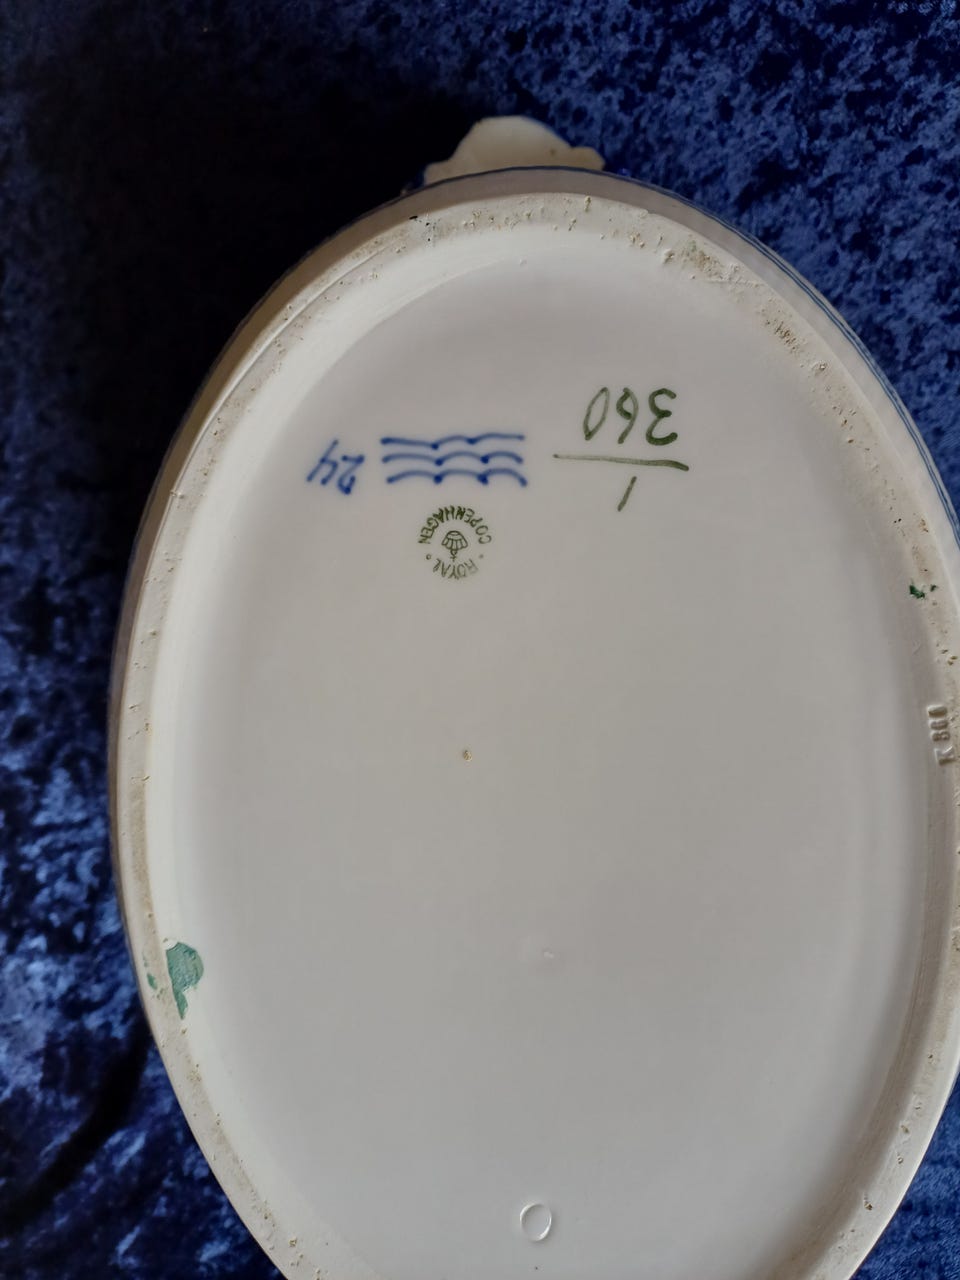 1
360
24
ROYAL
COPENHAGEN